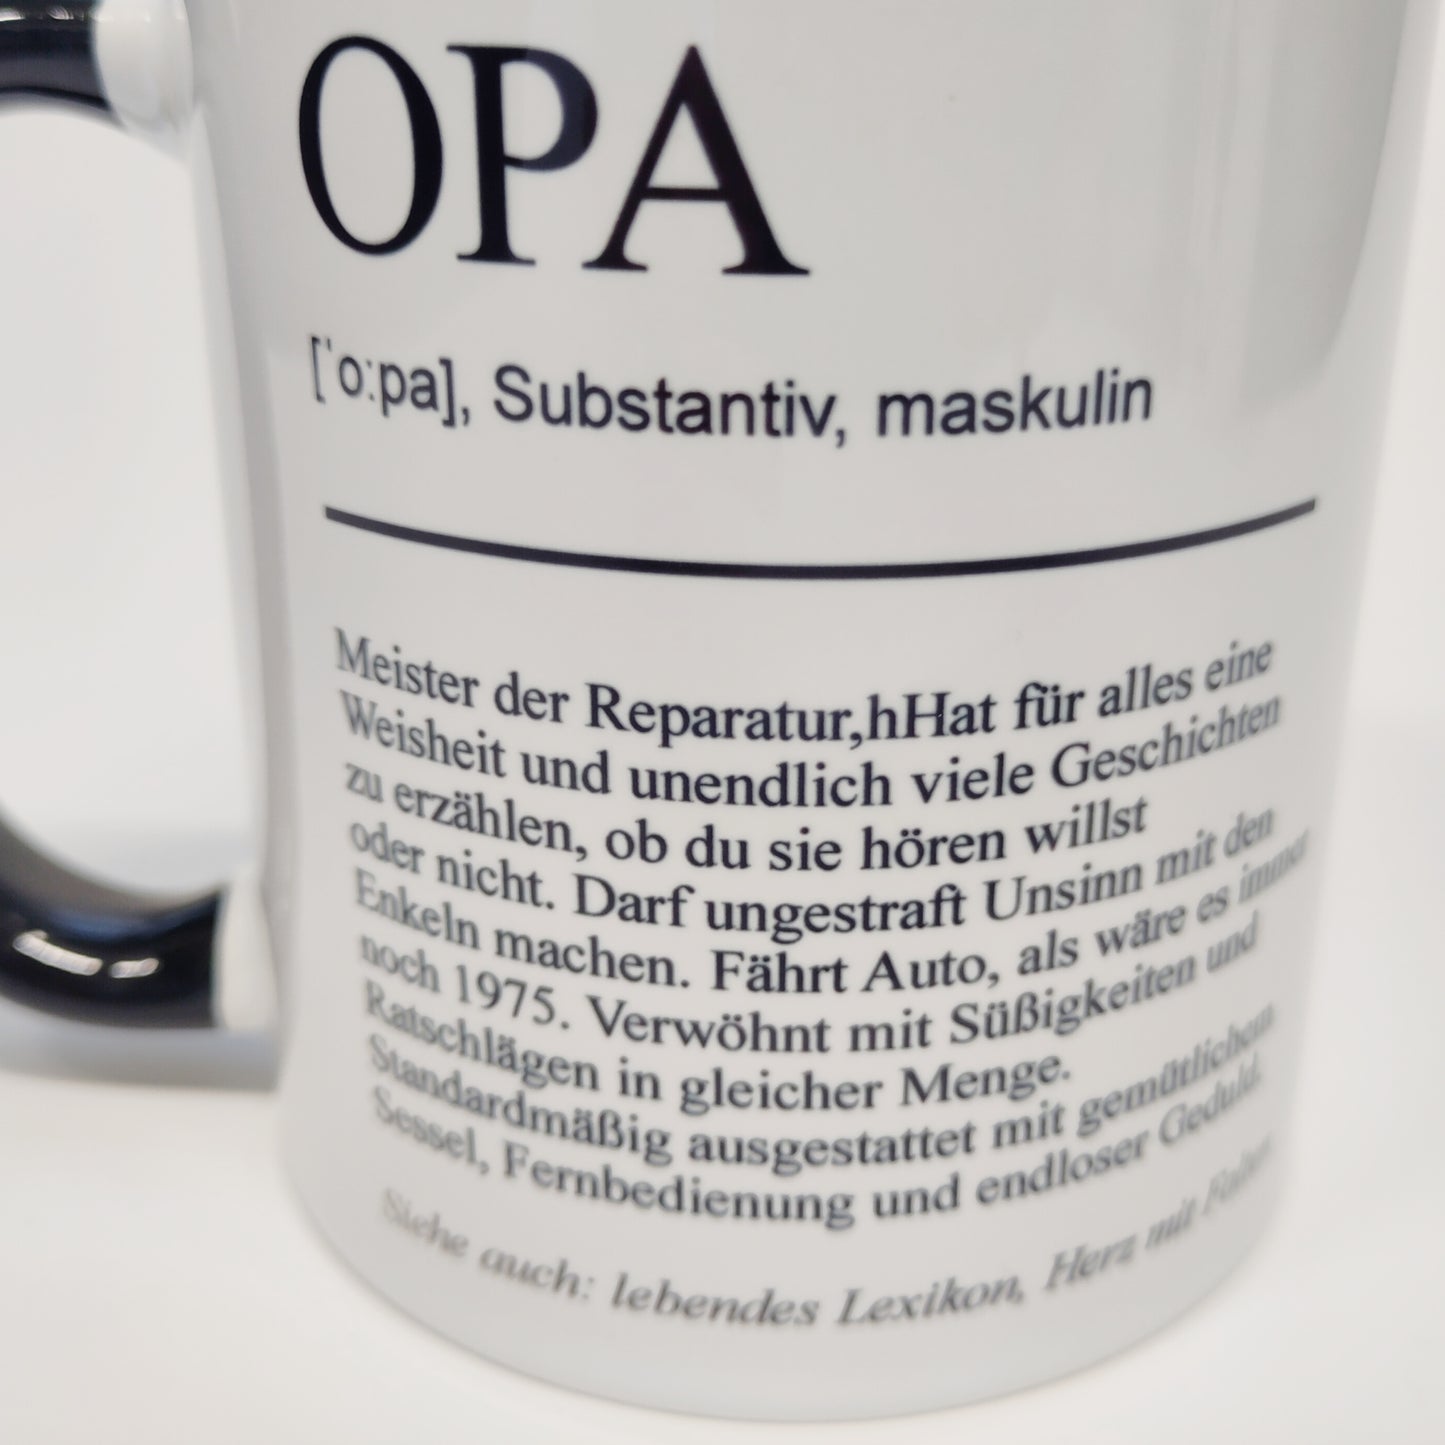 OPA
[ˈo:pa], Substantiv, maskulin
Meister der Reparatur,hHat für alles eine
Weisheit und unendlich viele Geschichten
zu erzählen, ob du sie hören willst
oder nicht. Darf ungestraft Unsinn mit den
Enkeln machen. Fährt Auto, als wäre es immer
noch 1975. Verwöhnt mit Süßigkeiten und
Ratschlägen in gleicher Menge.
Standardmäßig ausgestattet mit gemütlichem
Sessel, Fernbedienung und endloser Geduld.
Siehe auch: lebendes Lexikon, Herz mit